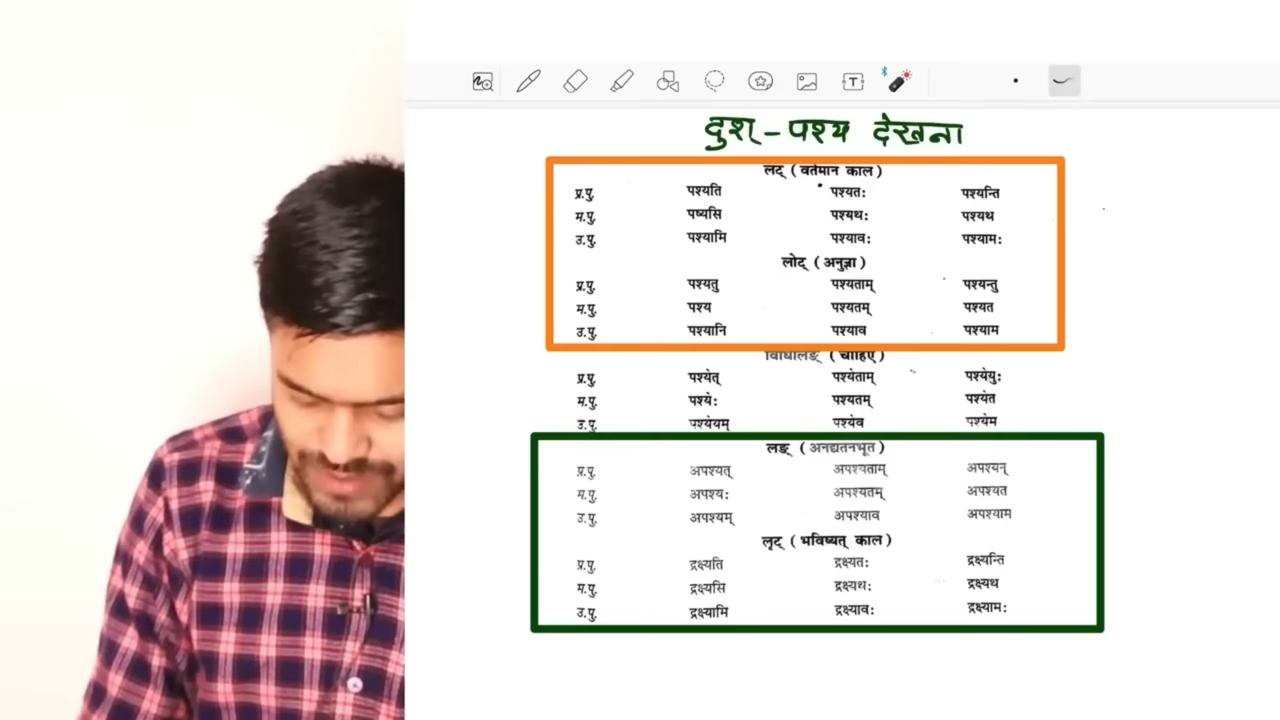 दुश् - पश्य देखना
लट् ( वर्तमान काल )
प्र.पु. पश्यति पश्यतः पश्यन्ति
म.पु. पष्यसि पश्यथः पश्यथ
उ.पु. पश्यामि पश्यावः पश्यामः
लोट् ( अनुज्ञा )
प्र.पु. पश्यतु पश्यताम् पश्यन्तु
म.पु. पश्य पश्यतम् पश्यत
उ.पु. पश्यानि पश्याव पश्याम
विधिलिङ् ( चाहिए )
प्र.पु. पश्येत् पश्येताम् पश्येयुः
म.पु. पश्येः पश्यतम् पश्येत
उ.पु. पश्येयम् पश्येव पश्येम
लङ् ( अनद्यतनभूत )
प्र.पु. अपश्यत् अपश्यताम् अपश्यन्
म.पु. अपश्यः अपश्यतम् अपश्यत
उ.पु. अपश्यम् अपश्याव अपश्याम
लृट् ( भविष्यत् काल )
प्र.पु. द्रक्ष्यति द्रक्ष्यतः द्रक्ष्यन्ति
म.पु. द्रक्ष्यसि द्रक्ष्यथः द्रक्ष्यथ
उ.पु. द्रक्ष्यामि द्रक्ष्यावः द्रक्ष्यामः